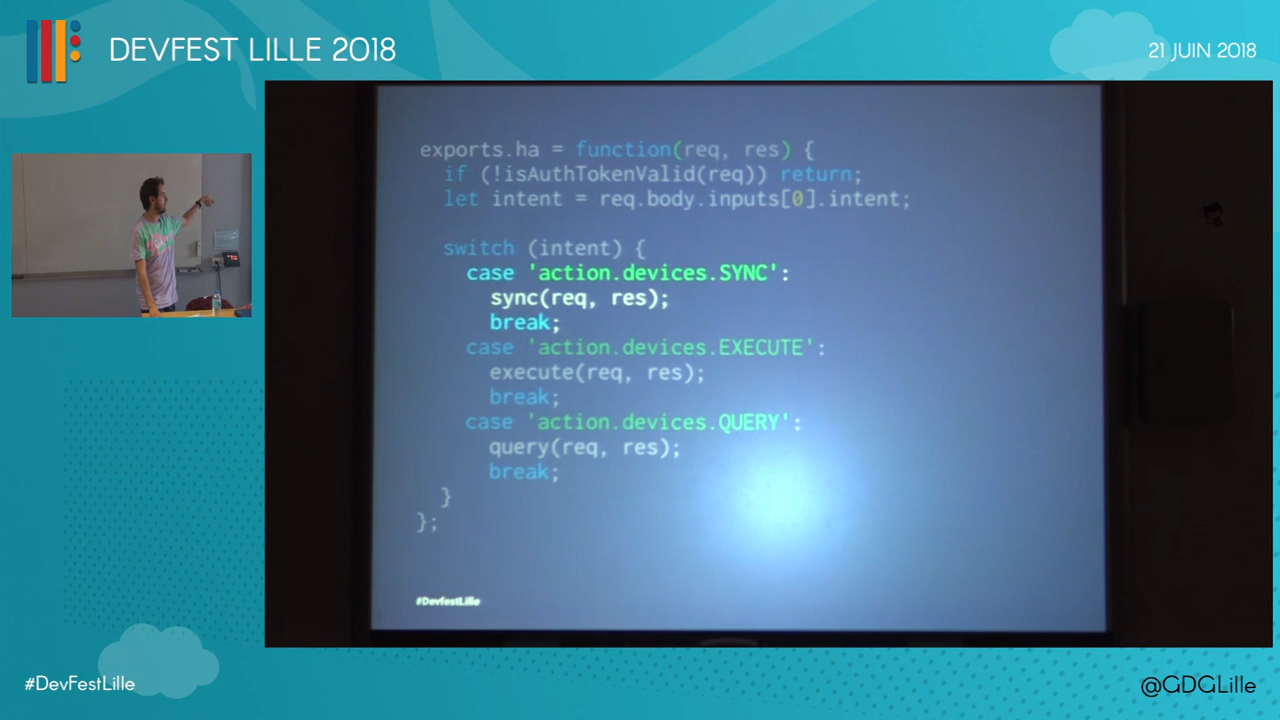 DEVFEST LILLE 2018
21 JUIN 2018
exports.ha = function(req, res) {
if (!isAuthTokenValid(req)) return;
let intent = req.body.inputs[0].intent;
switch (intent) {
case 'action.devices.SYNC':
sync(req, res);
break;
case 'action.devices.EXECUTE':
execute(req, res);
break;
case 'action.devices.QUERY':
query(req, res);
break;
}
};
#DevfestLille
#DevFestLille
@GDGLille